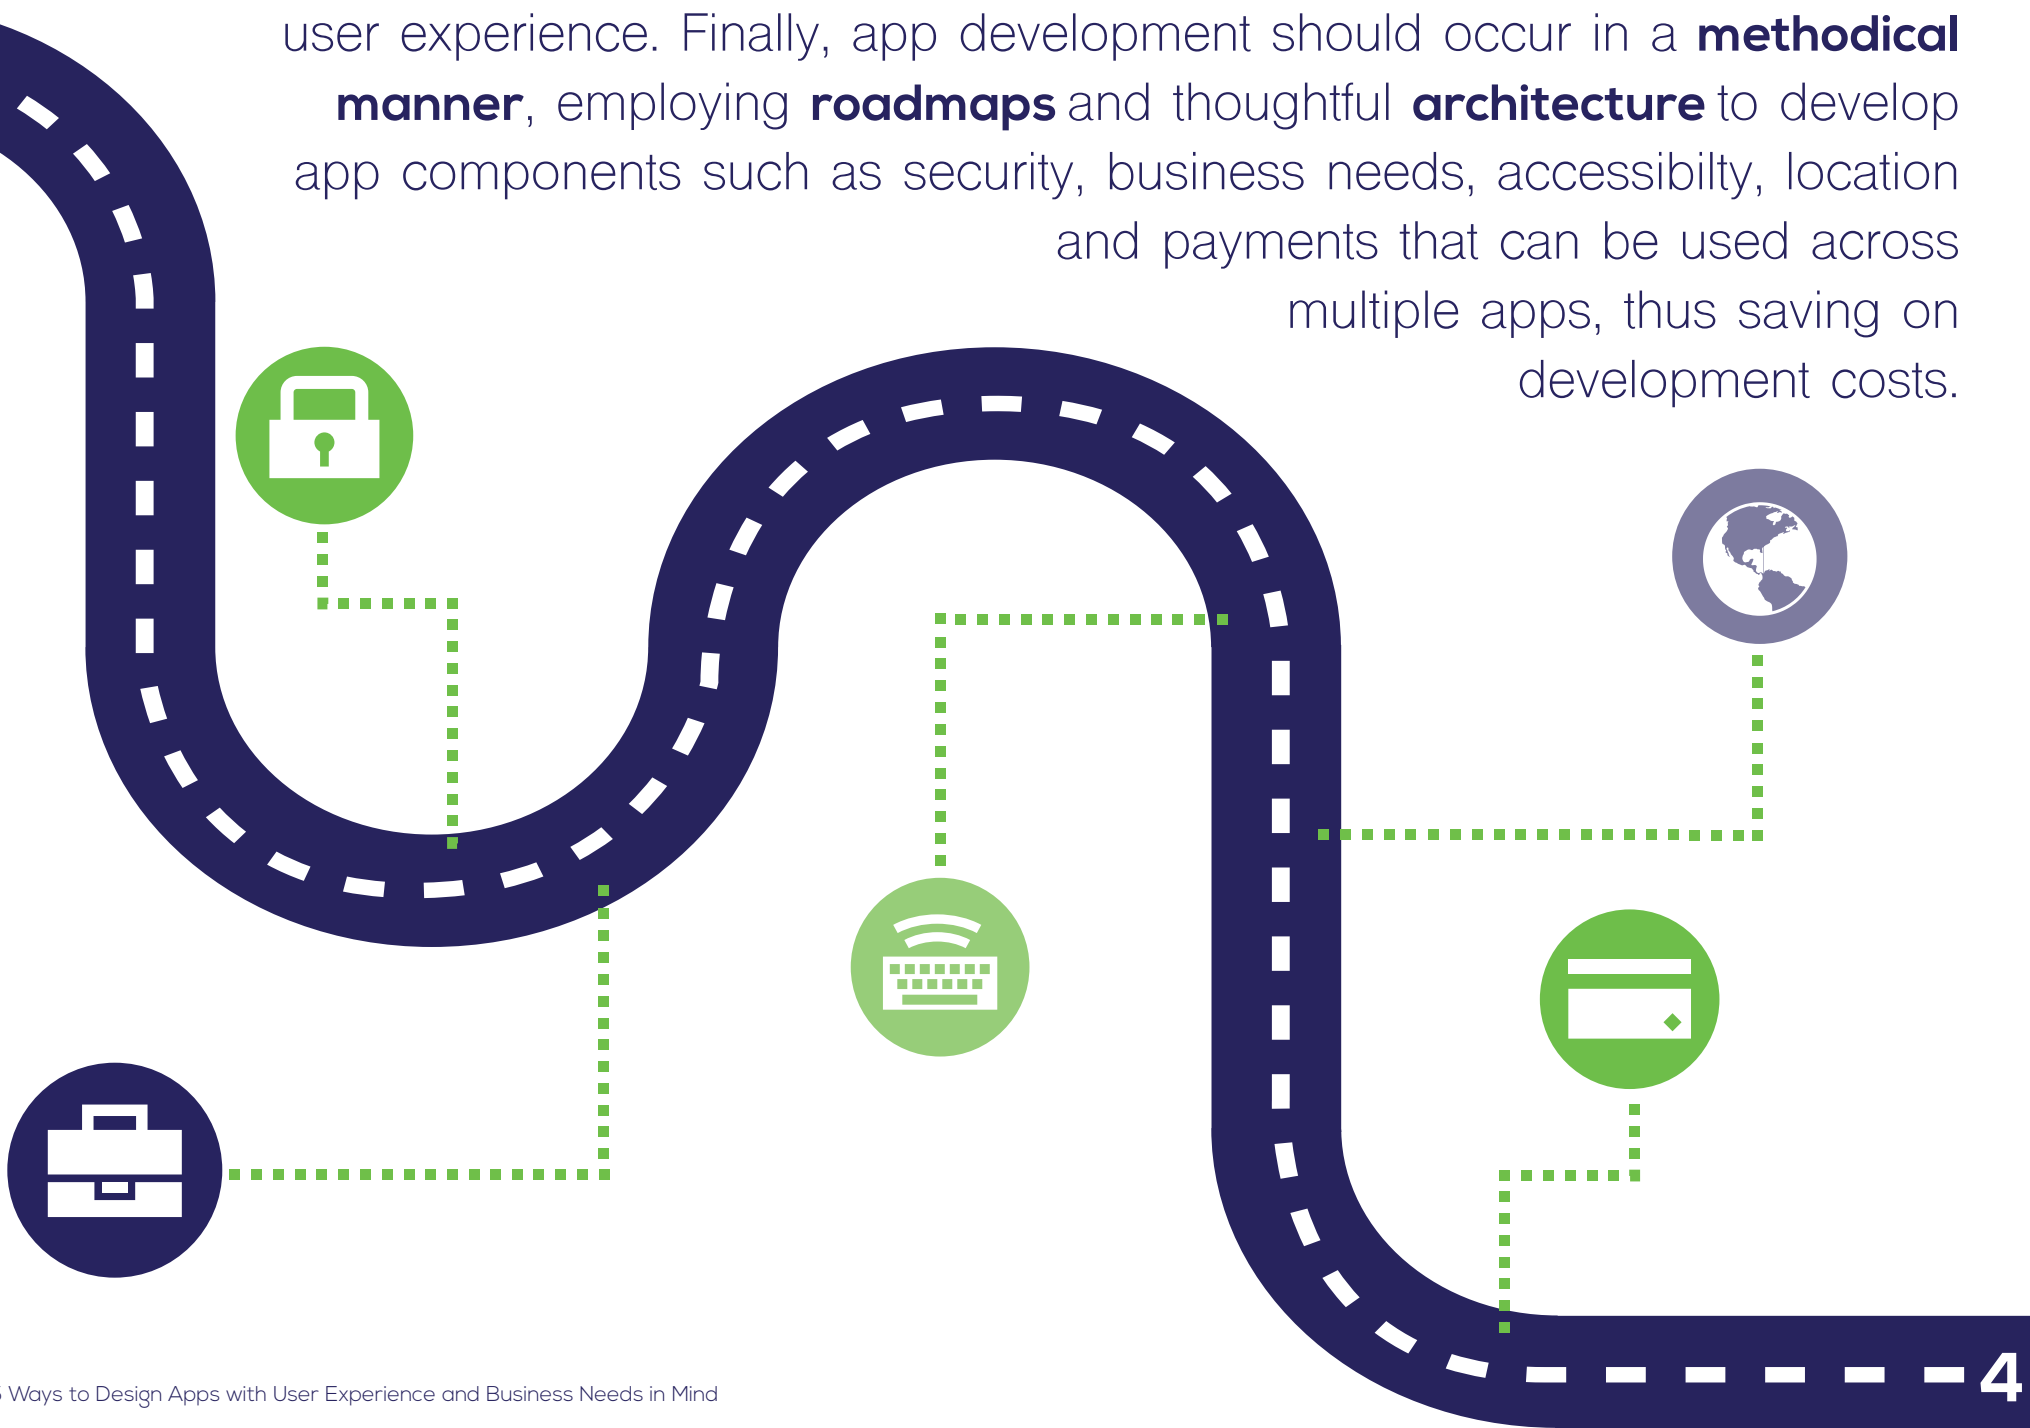 user experience. Finally, app development should occur in a methodical
manner, employing roadmaps and thoughtful architecture to develop
app components such as security, business needs, accessibilty, location
and payments that can be used across
multiple apps, thus saving on
development costs.
Ways to Design Apps with User Experience and Business Needs in Mind
4